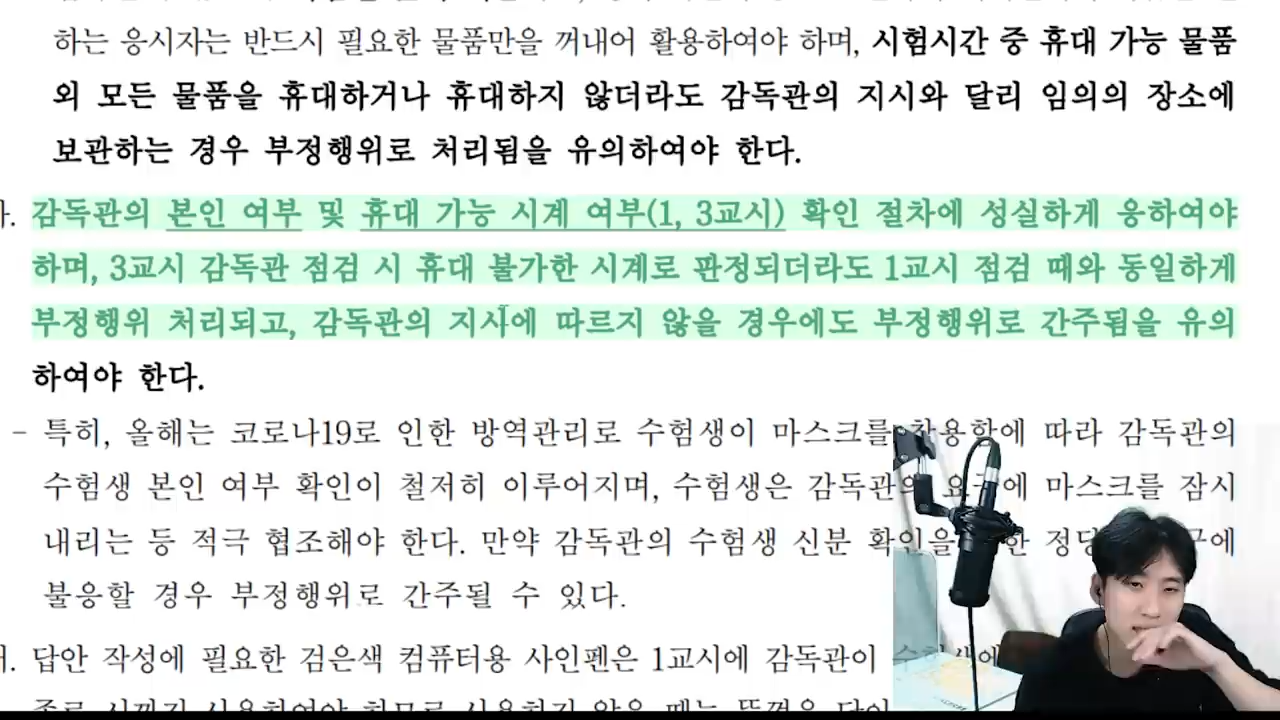 하는 응시자는 반드시 필요한 물품만을 꺼내어 활용하여야 하며, 시험시간 중 휴대 가능 물품
외 모든 물품을 휴대하거나 휴대하지 않더라도 감독관의 지시와 달리 임의의 장소에
보관하는 경우 부정행위로 처리됨을 유의하여야 한다.
감독관의 본인 여부 및 휴대 가능 시계 여부(1, 3교시) 확인 절차에 성실하게 응하여야
하며, 3교시 감독관 점검 시 휴대 불가한 시계로 판정되더라도 1교시 점검 때와 동일하게
부정행위 처리되고, 감독관의 지시에 따르지 않을 경우에도 부정행위로 간주됨을 유의
하여야 한다.
- 특히, 올해는 코로나19로 인한 방역관리로 수험생이 마스크를 착용함에 따라 감독관의
수험생 본인 여부 확인이 철저히 이루어지며, 수험생은 감독관의 요구에 마스크를 잠시
내리는 등 적극 협조해야 한다. 만약 감독관의 수험생 신분 확인을
불응할 경우 부정행위로 간주될 수 있다.
답안 작성에 필요한 검은색 컴퓨터용 사인펜은 1교시에 감독관이